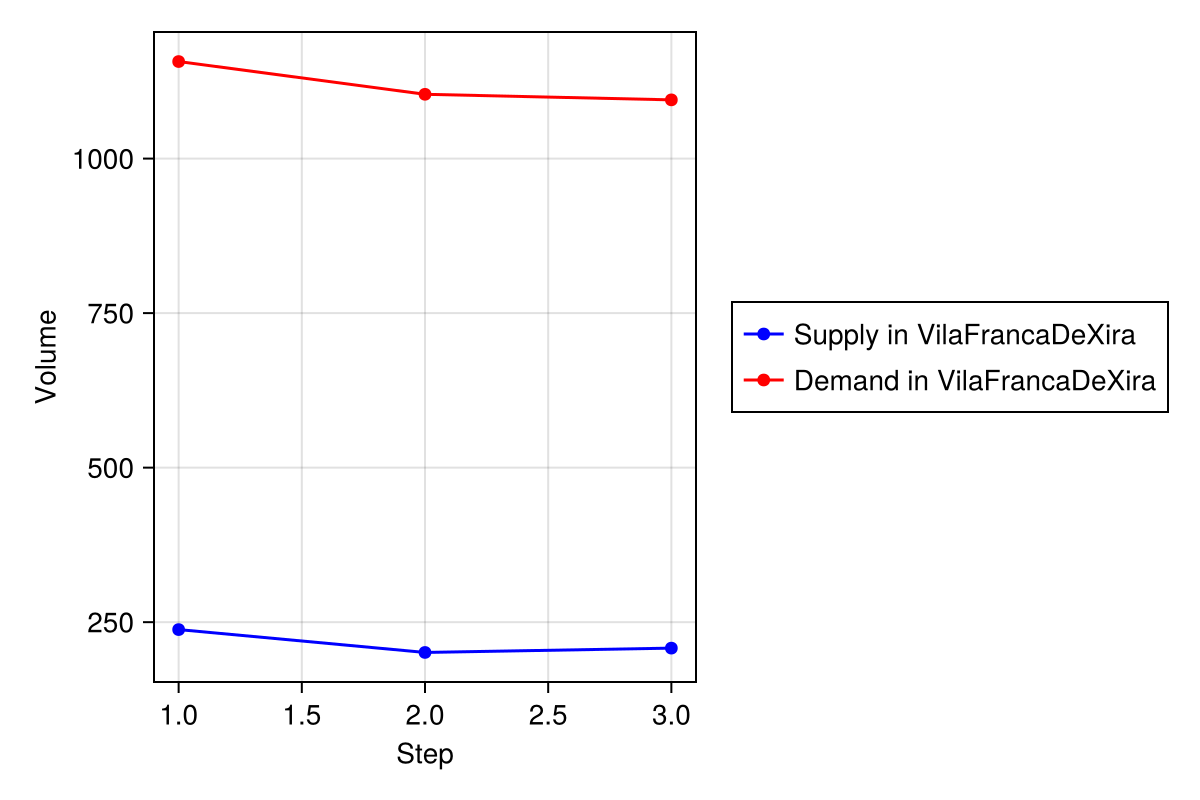 1000
750
500
250
Volume
1.0 1.5 2.0 2.5 3.0
Step
Supply in VilaFrancaDeXira
Demand in VilaFrancaDeXira